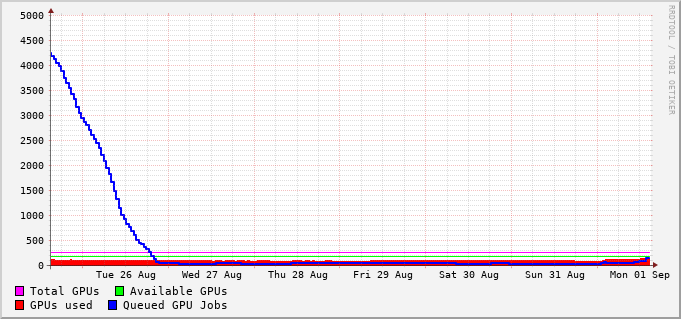 RRDTOOL / TOBI OETIKER
5000
4500
4000
3500
3000
2500
2000
1500
1000
500
0
Tue 26 Aug Wed 27 Aug Thu 28 Aug Fri 29 Aug Sat 30 Aug Sun 31 Aug Mon 01 Sep
Total GPUs Available GPUs
GPUs used Queued GPU Jobs